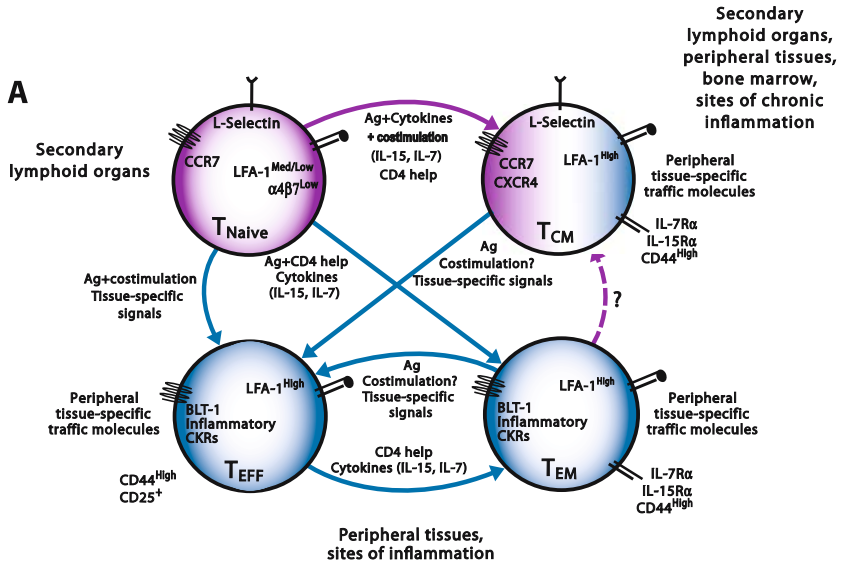 A
Secondary
lymphoid organs,
peripheral tissues,
bone marrow,
sites of chronic
inflammation
Secondary
lymphoid organs
L-Selectin
CCR7
LFA-1Med/Low
α4β7Low
TNaive
Ag+Cytokines
+ costimulation
(IL-15, IL-7)
CD4 help
L-Selectin
CCR7
CXCR4
LFA-1High
TCM
Peripheral
tissue-specific
traffic molecules
IL-7Rα
IL-15Rα
CD44High
Ag+costimulation
Tissue-specific
signals
Ag+CD4 help
Cytokines
(IL-15, IL-7)
Ag
Costimulation?
Tissue-specific signals
?
Peripheral
tissue-specific
traffic molecules
LFA-1High
BLT-1
Inflammatory
CKRs
TEFF
CD44High
CD25+
Ag
Costimulation?
Tissue-specific
signals
CD4 help
Cytokines (IL-15, IL-7)
LFA-1High
BLT-1
Inflammatory
CKRs
TEM
Peripheral
tissue-specific
traffic molecules
IL-7Rα
IL-15Rα
CD44High
Peripheral tissues,
sites of inflammation